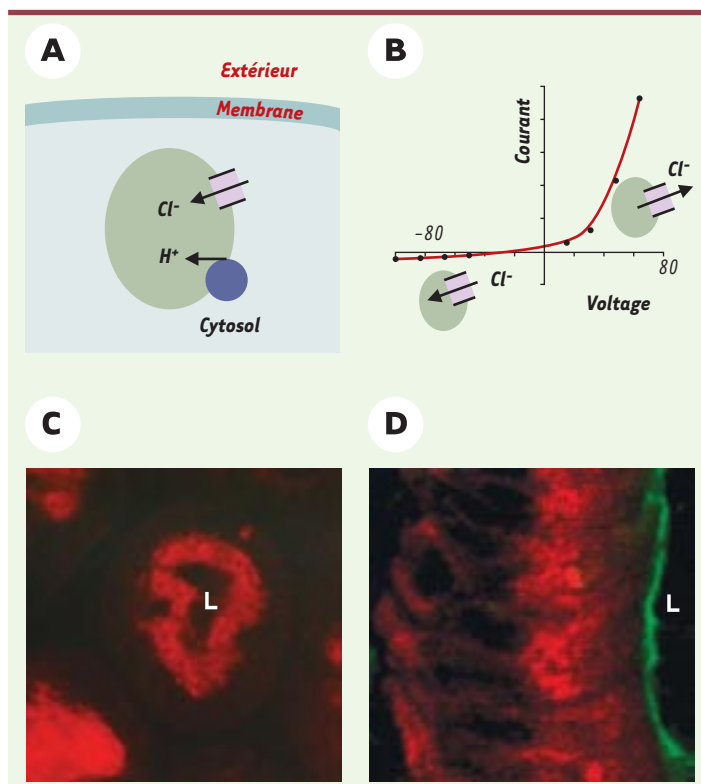 A
Extérieur
Membrane
Cl-
H+
Cytosol
B
Courant
Cl-
-80
80
Cl-
Voltage
C
L
D
L